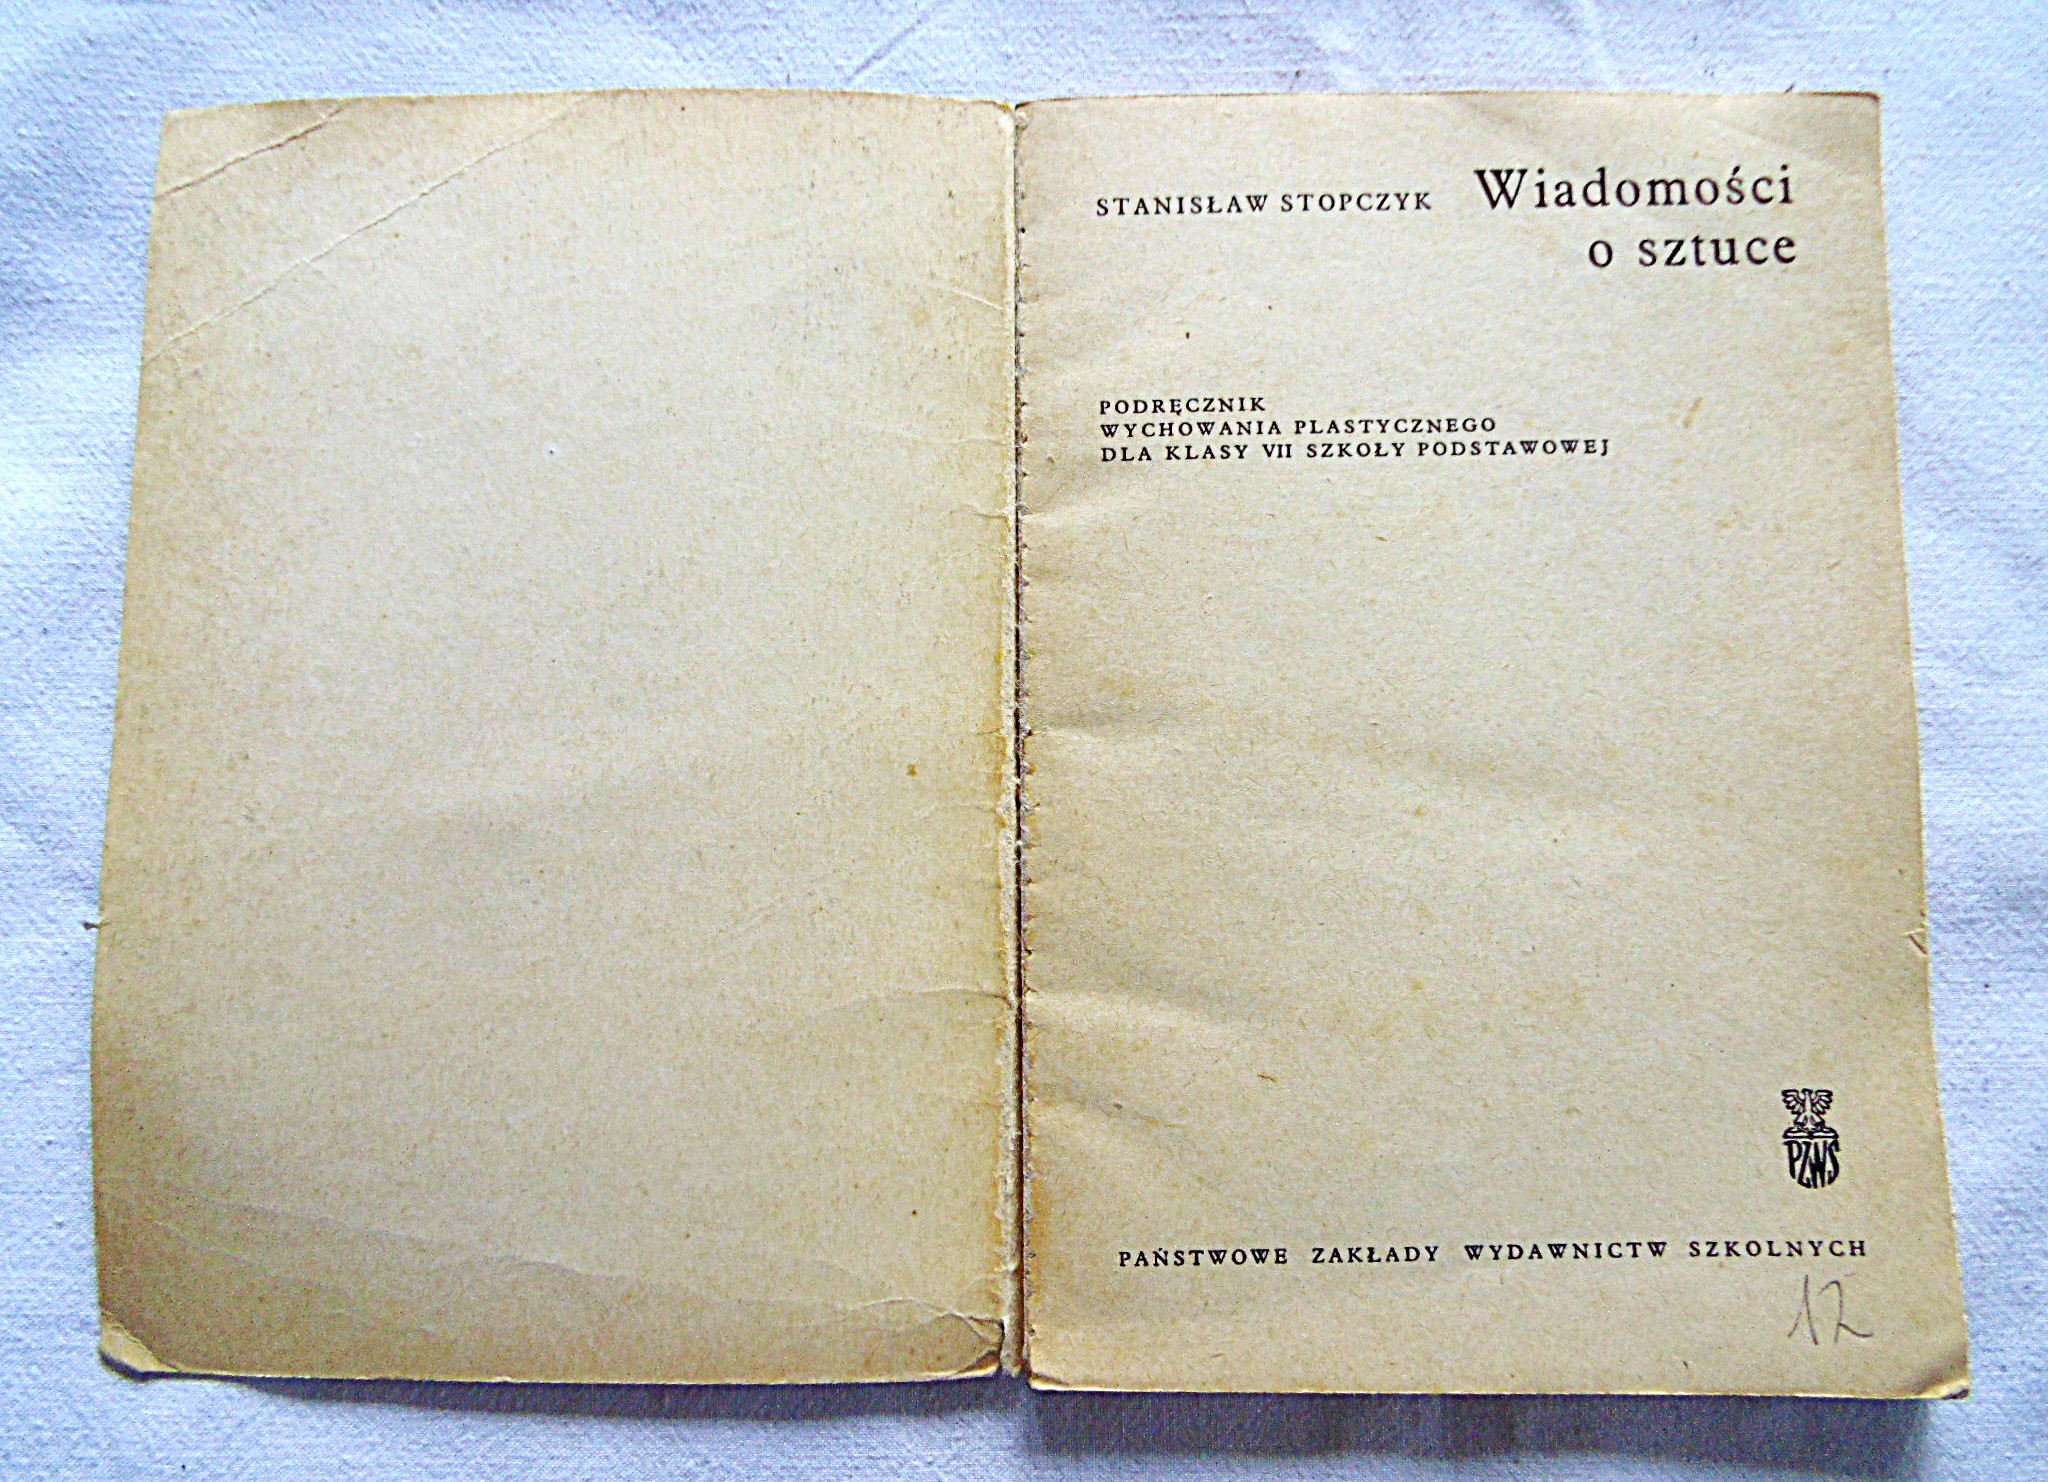 STANISŁAW STOPCZYK Wiadomości
o sztuce
PODRĘCZNIK
WYCHOWANIA PLASTYCZNEGO
DLA KLASY VII SZKOŁY PODSTAWOWEJ
PZWS
PAŃSTWOWE ZAKŁADY WYDAWNICTW SZKOLNYCH
12